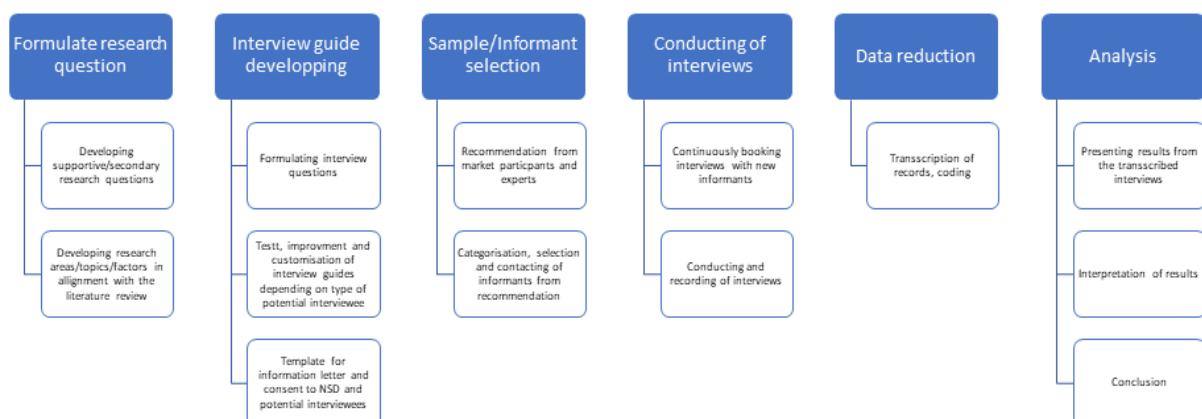 Formulate research
question
Developing
supportive/secondary
research questions
Developing research
areas/topics/factors in
allignment with the
literature review
Interview guide
developping
Formulating interview
questions
Testt, improvment and
customisation of
interview guides
depending on type of
potential interviewee
Template for
information letter and
consent to NSD and
potential interviewees
Sample/Informant
selection
Recommendation from
market particpants and
experts
Categorisation, selection
and contacting of
informants from
recommendation
Conducting of
interviews
Continuously booking
interviews with new
informants
Conducting and
recording of interviews
Data reduction
Transscription of
records, coding
Analysis
Presenting results from
the transscribed
interviews
Interpretation of results
Conclusion